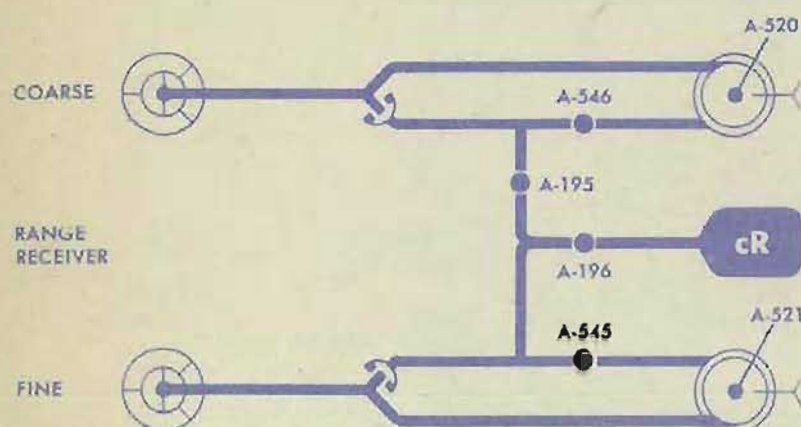 A-520
COARSE
A-546
A-195
RANGE
RECEIVER
cR
A-196
A-521
A-545
FINE